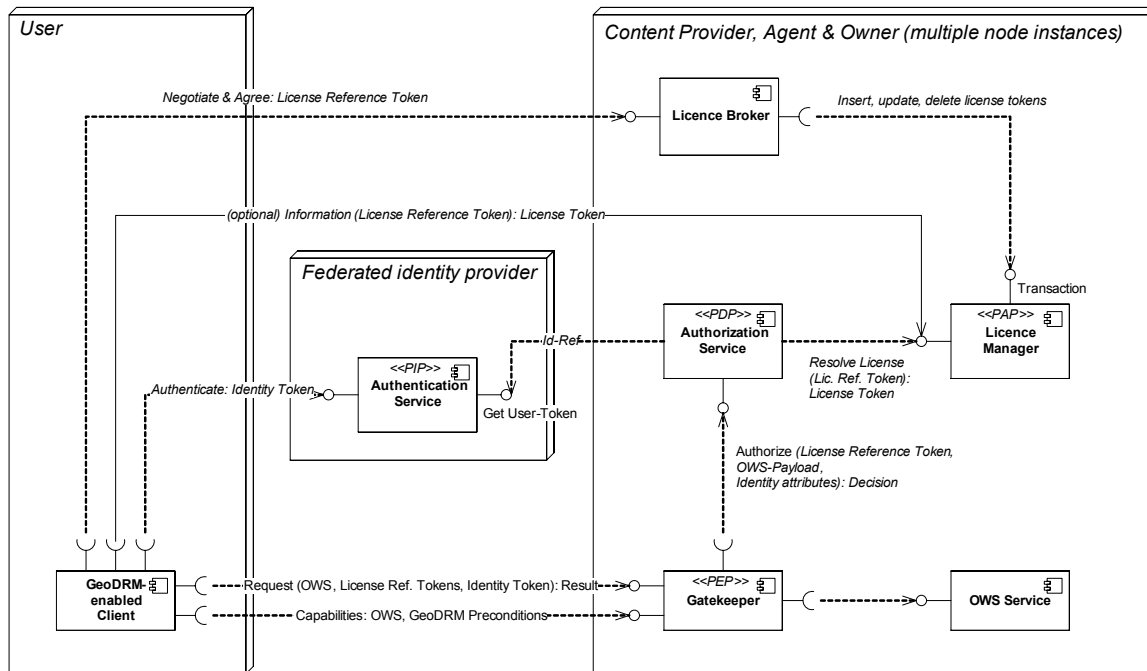 User
Content Provider, Agent & Owner (multiple node instances)
Negotiate & Agree: License Reference Token
Licence Broker
Insert, update, delete license tokens
(optional) Information (License Reference Token): License Token
Federated identity provider
Transaction
<<PDP>>
Authorization
Service
<<PAP>>
Licence
Manager
Id-Ref
<<PIP>>
Authentication
Service
Resolve License
(Lic. Ref. Token):
License Token
Authenticate: Identity Token
Get User-Token
Authorize (License Reference Token,
OWS-Payload,
Identity attributes): Decision
GeoDRM-
enabled
Client
Request (OWS, License Ref. Tokens, Identity Token): Result
Capabilities: OWS, GeoDRM Preconditions
<<PEP>>
Gatekeeper
OWS Service